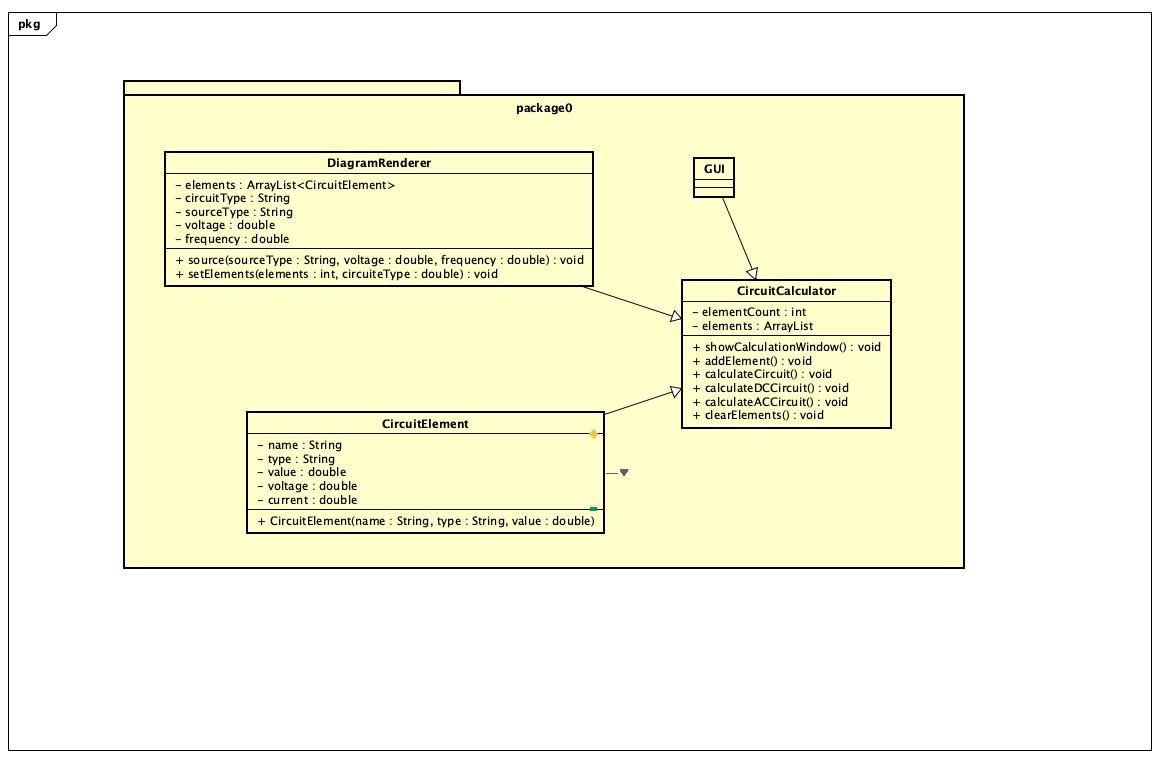 pkg
package0
DiagramRenderer
- elements : ArrayList<CircuitElement>
- circuitType : String
- sourceType : String
- voltage : double
- frequency : double
+ source(sourceType : String, voltage : double, frequency : double) : void
+ setElements(elements : int, circuiteType : double) : void
GUI
CircuitCalculator
- elementCount : int
- elements : ArrayList
+ showCalculationWindow() : void
+ addElement() : void
+ calculateCircuit() : void
+ calculateDCCircuit() : void
+ calculateACCircuit() : void
+ clearElements() : void
CircuitElement
- name : String
- type : String
- value : double
- voltage : double
- current : double
+ CircuitElement(name : String, type : String, value : double)